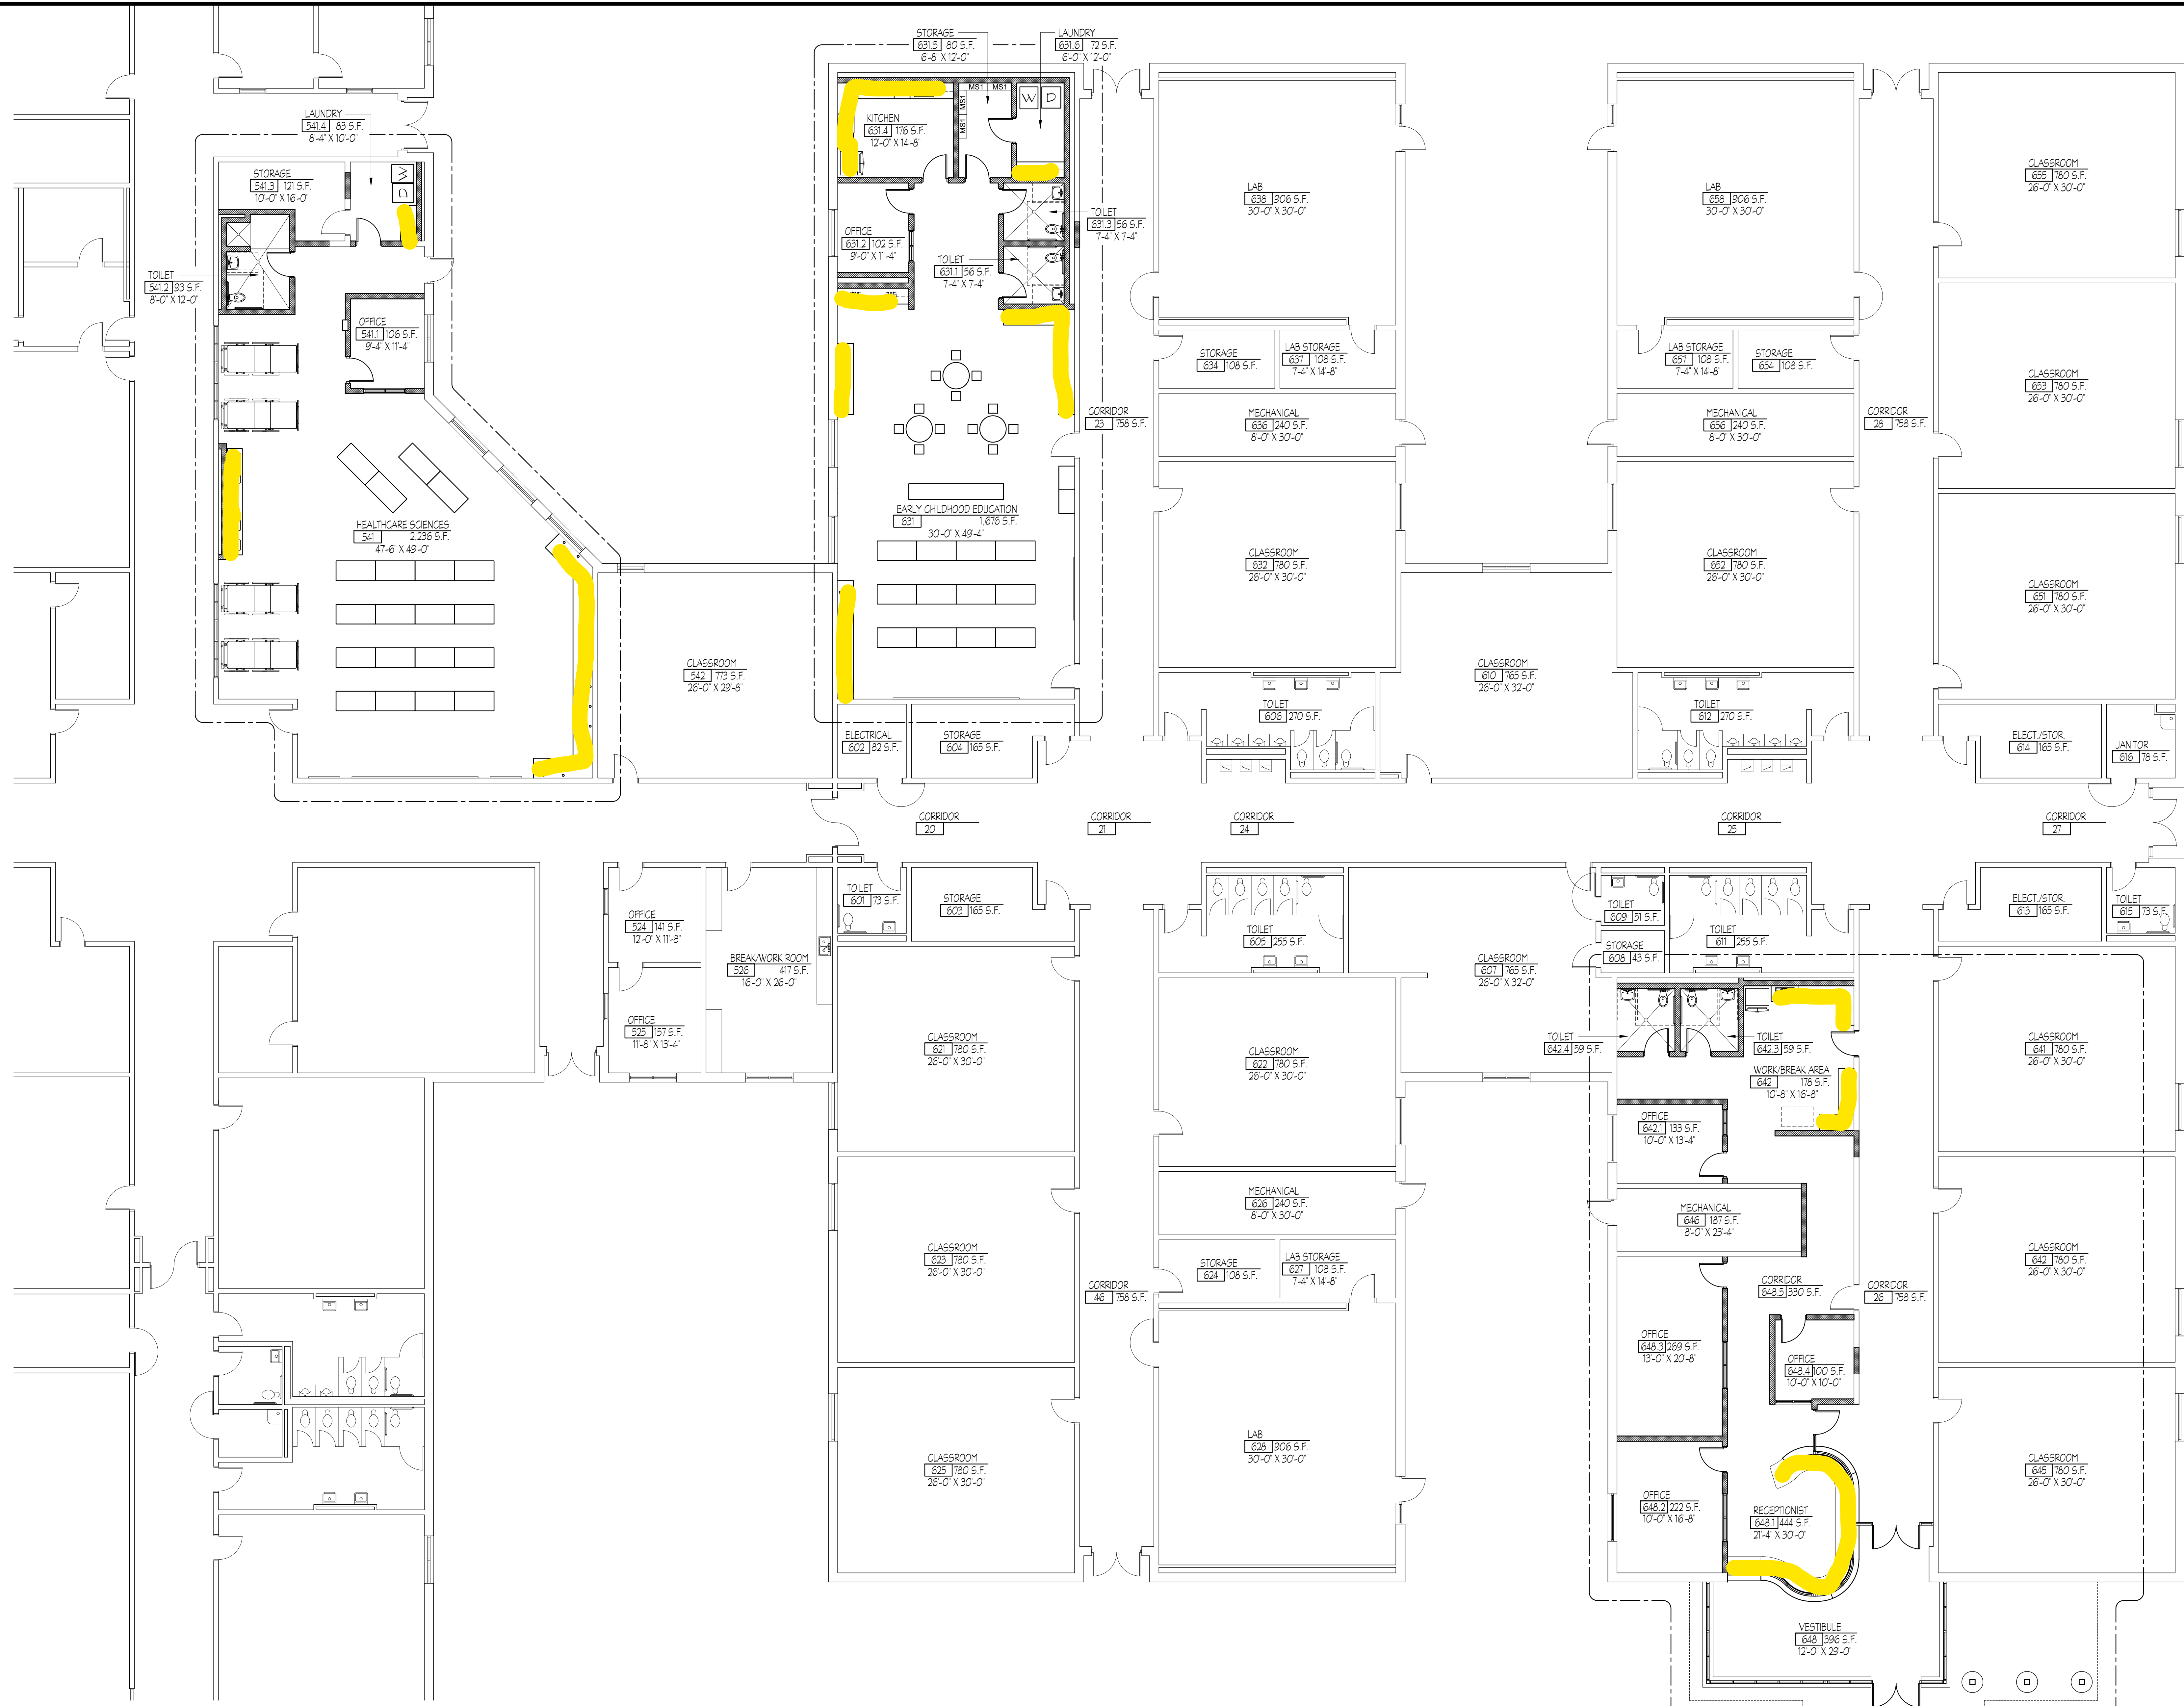 STORAGE
631.5 80 S.F.
6'-8" X 12'-0"
LAUNDRY
631.6 72 S.F.
6'-0" X 12'-0"
MS1 MS1
MS1
MS1
W D
KITCHEN
631.4 176 S.F.
12'-0" X 14'-8"
LAUNDRY
541.4 83 S.F.
8'-4" X 10'-0"
W
D
STORAGE
541.3 121 S.F.
10'-0" X 16'-0"
TOILET
541.2 93 S.F.
8'-0" X 12'-0"
OFFICE
541.1 106 S.F.
9'-4" X 11'-4"
OFFICE
631.2 102 S.F.
9'-0" X 11'-4"
TOILET
631.3 56 S.F.
7'-4" X 7'-4"
TOILET
631.1 56 S.F.
7'-4" X 7'-4"
LAB
638 906 S.F.
30'-0" X 30'-0"
LAB
658 906 S.F.
30'-0" X 30'-0"
CLASSROOM
655 780 S.F.
26'-0" X 30'-0"
STORAGE
634 108 S.F.
LAB STORAGE
637 108 S.F.
7'-4" X 14'-8"
LAB STORAGE
657 108 S.F.
7'-4" X 14'-8"
STORAGE
654 108 S.F.
CLASSROOM
653 780 S.F.
26'-0" X 30'-0"
CORRIDOR
23 758 S.F.
MECHANICAL
636 240 S.F.
8'-0" X 30'-0"
MECHANICAL
656 240 S.F.
8'-0" X 30'-0"
CORRIDOR
28 758 S.F.
HEALTHCARE SCIENCES
541 2,236 S.F.
47'-6" X 49'-0"
EARLY CHILDHOOD EDUCATION
631 1,676 S.F.
30'-0" X 49'-4"
CLASSROOM
632 780 S.F.
26'-0" X 30'-0"
CLASSROOM
652 780 S.F.
26'-0" X 30'-0"
CLASSROOM
651 780 S.F.
26'-0" X 30'-0"
CLASSROOM
542 773 S.F.
26'-0" X 29'-8"
CLASSROOM
610 765 S.F.
26'-0" X 32'-0"
TOILET
606 270 S.F.
TOILET
612 270 S.F.
ELECTRICAL
602 82 S.F.
STORAGE
604 165 S.F.
ELECT./STOR.
614 165 S.F.
JANITOR
616 78 S.F.
CORRIDOR
20
CORRIDOR
21
CORRIDOR
24
CORRIDOR
25
CORRIDOR
27
TOILET
601 73 S.F.
STORAGE
603 165 S.F.
OFFICE
524 141 S.F.
12'-0" X 11'-8"
BREAK/WORK ROOM
526 417 S.F.
16'-0" X 26'-0"
OFFICE
525 157 S.F.
11'-8" X 13'-4"
TOILET
605 255 S.F.
TOILET
609 51 S.F.
TOILET
611 255 S.F.
STORAGE
608 43 S.F.
ELECT./STOR.
613 165 S.F.
TOILET
615 73 S.F.
CLASSROOM
607 765 S.F.
26'-0" X 32'-0"
CLASSROOM
621 780 S.F.
26'-0" X 30'-0"
CLASSROOM
622 780 S.F.
26'-0" X 30'-0"
TOILET
642.4 59 S.F.
TOILET
642.3 59 S.F.
WORK/BREAK AREA
642 178 S.F.
10'-8" X 16'-8"
CLASSROOM
641 780 S.F.
26'-0" X 30'-0"
OFFICE
642.1 133 S.F.
10'-0" X 13'-4"
MECHANICAL
626 240 S.F.
8'-0" X 30'-0"
MECHANICAL
646 187 S.F.
8'-0" X 23'-4"
CLASSROOM
623 780 S.F.
26'-0" X 30'-0"
STORAGE
624 108 S.F.
LAB STORAGE
627 108 S.F.
7'-4" X 14'-8"
CLASSROOM
642 780 S.F.
26'-0" X 30'-0"
CORRIDOR
46 758 S.F.
CORRIDOR
648.5 330 S.F.
CORRIDOR
26 758 S.F.
OFFICE
648.3 269 S.F.
13'-0" X 20'-8"
OFFICE
648.4 100 S.F.
10'-0" X 10'-0"
LAB
628 906 S.F.
30'-0" X 30'-0"
CLASSROOM
625 780 S.F.
26'-0" X 30'-0"
CLASSROOM
645 780 S.F.
26'-0" X 30'-0"
OFFICE
648.2 222 S.F.
10'-0" X 16'-8"
RECEPTIONIST
648.1 444 S.F.
21'-4" X 30'-0"
VESTIBULE
648 396 S.F.
12'-0" X 29'-0"